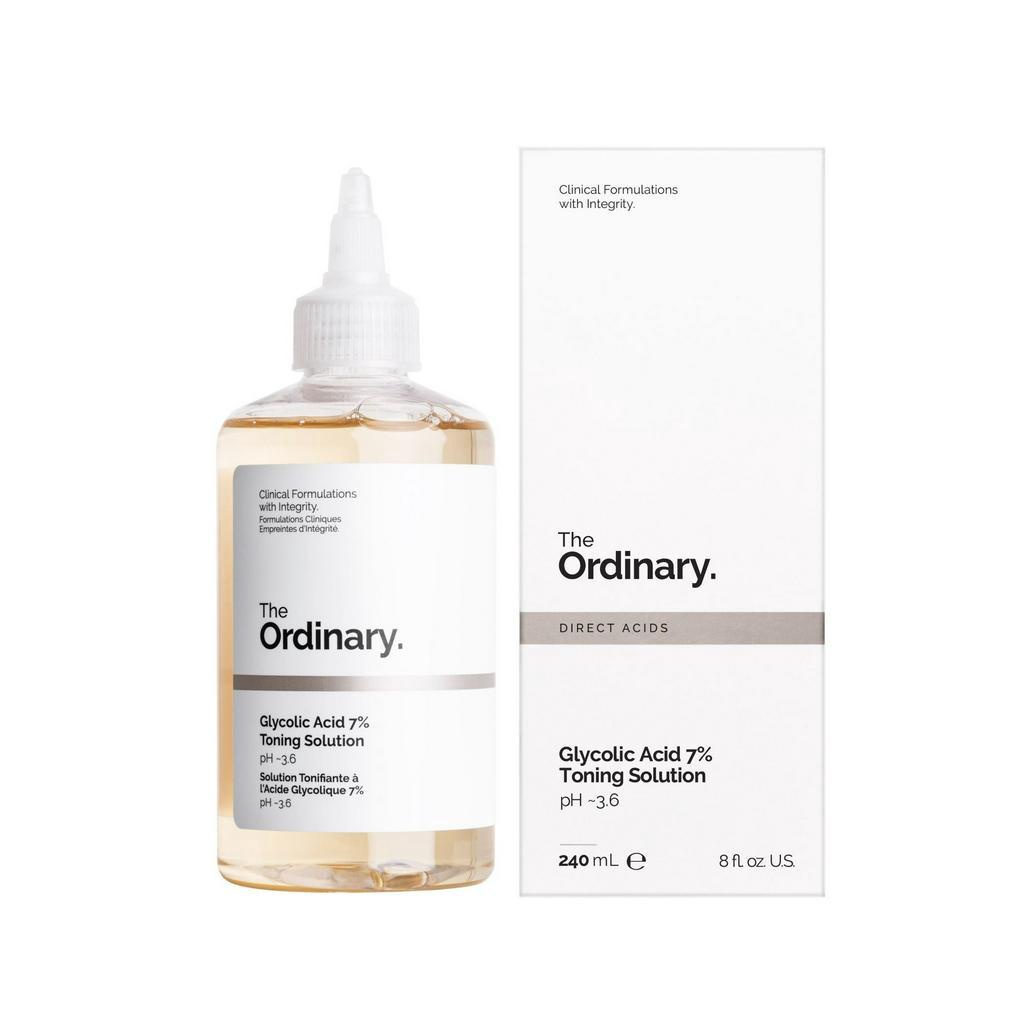 Clinical Formulations
with Integrity.
Formulations Cliniques
Empreintes d'Intégrité.
The
Ordinary.
Glycolic Acid 7%
Toning Solution
pH ~3.6
Solution Tonifiante à
l'Acide Glycolique 7%
pH ~3.6
Clinical Formulations
with Integrity.
The
Ordinary.
DIRECT ACIDS
Glycolic Acid 7%
Toning Solution
pH ~3.6
240 mL ℮ 8 fl. oz. U.S.